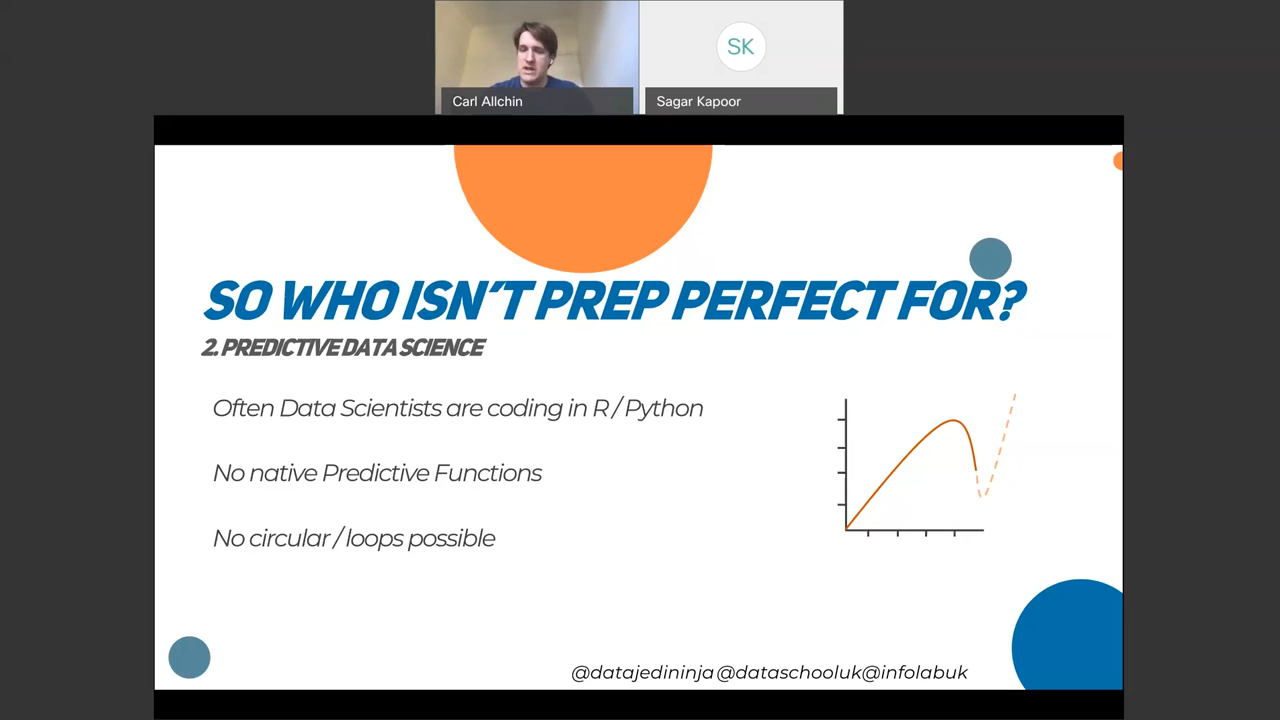 SK
Carl Allchin
Sagar Kapoor
SO WHO ISN'T PREP PERFECT FOR?
2. PREDICTIVE DATA SCIENCE
Often Data Scientists are coding in R / Python
No native Predictive Functions
No circular / loops possible
@datajedininja @dataschooluk@infolabuk